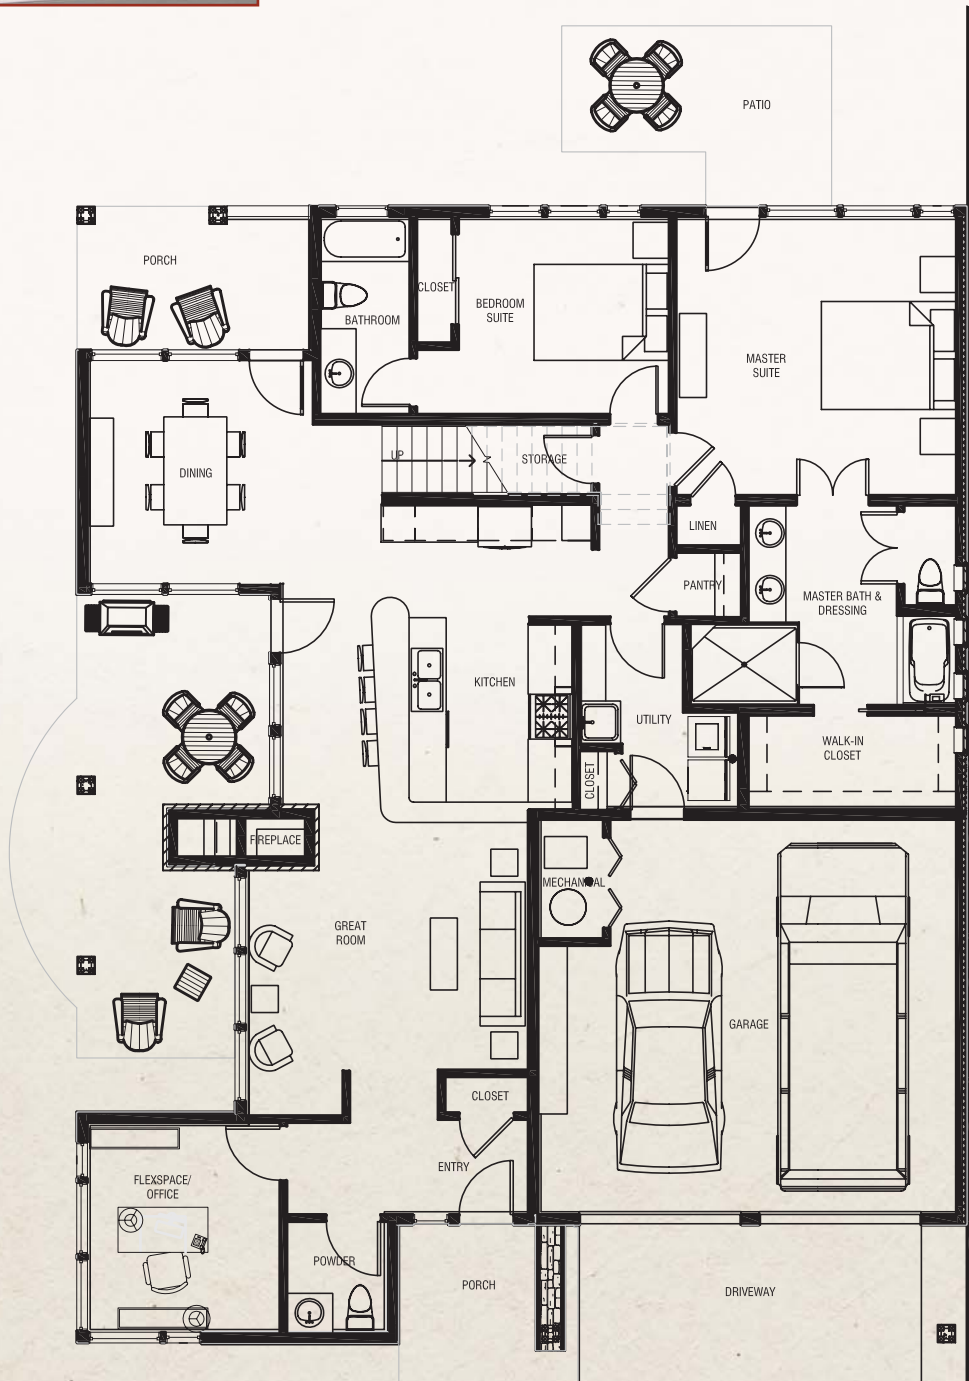 PATIO
PORCH
CLOSET
BEDROOM
SUITE
BATHROOM
MASTER
SUITE
DINING
UP
STORAGE
LINEN
PANTRY
MASTER BATH &
DRESSING
KITCHEN
UTILITY
WALK-IN
CLOSET
CLOSET
FIREPLACE
MECHANICAL
GREAT
ROOM
GARAGE
CLOSET
ENTRY
FLEXSPACE/
OFFICE
POWDER
PORCH
DRIVEWAY